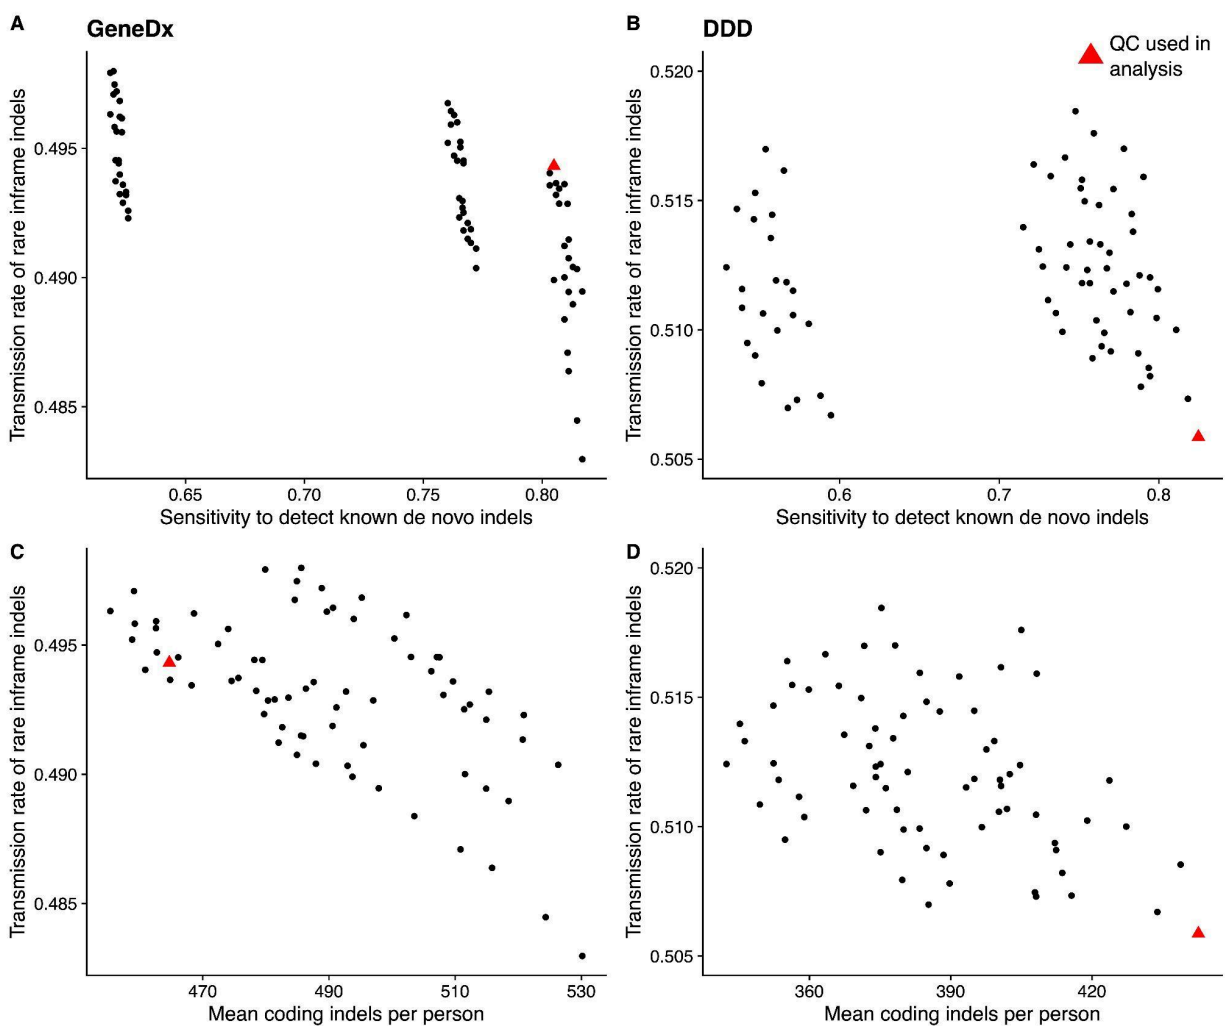 A
GeneDx
Transmission rate of rare inframe indels
0.495
0.490
0.485
0.65
0.70
0.75
0.80
Sensitivity to detect known de novo indels
B
DDD
QC used in
analysis
Transmission rate of rare inframe indels
0.520
0.515
0.510
0.505
0.6
0.7
0.8
Sensitivity to detect known de novo indels
C
Transmission rate of rare inframe indels
0.495
0.490
0.485
470
490
510
530
Mean coding indels per person
D
Transmission rate of rare inframe indels
0.520
0.515
0.510
0.505
360
390
420
Mean coding indels per person